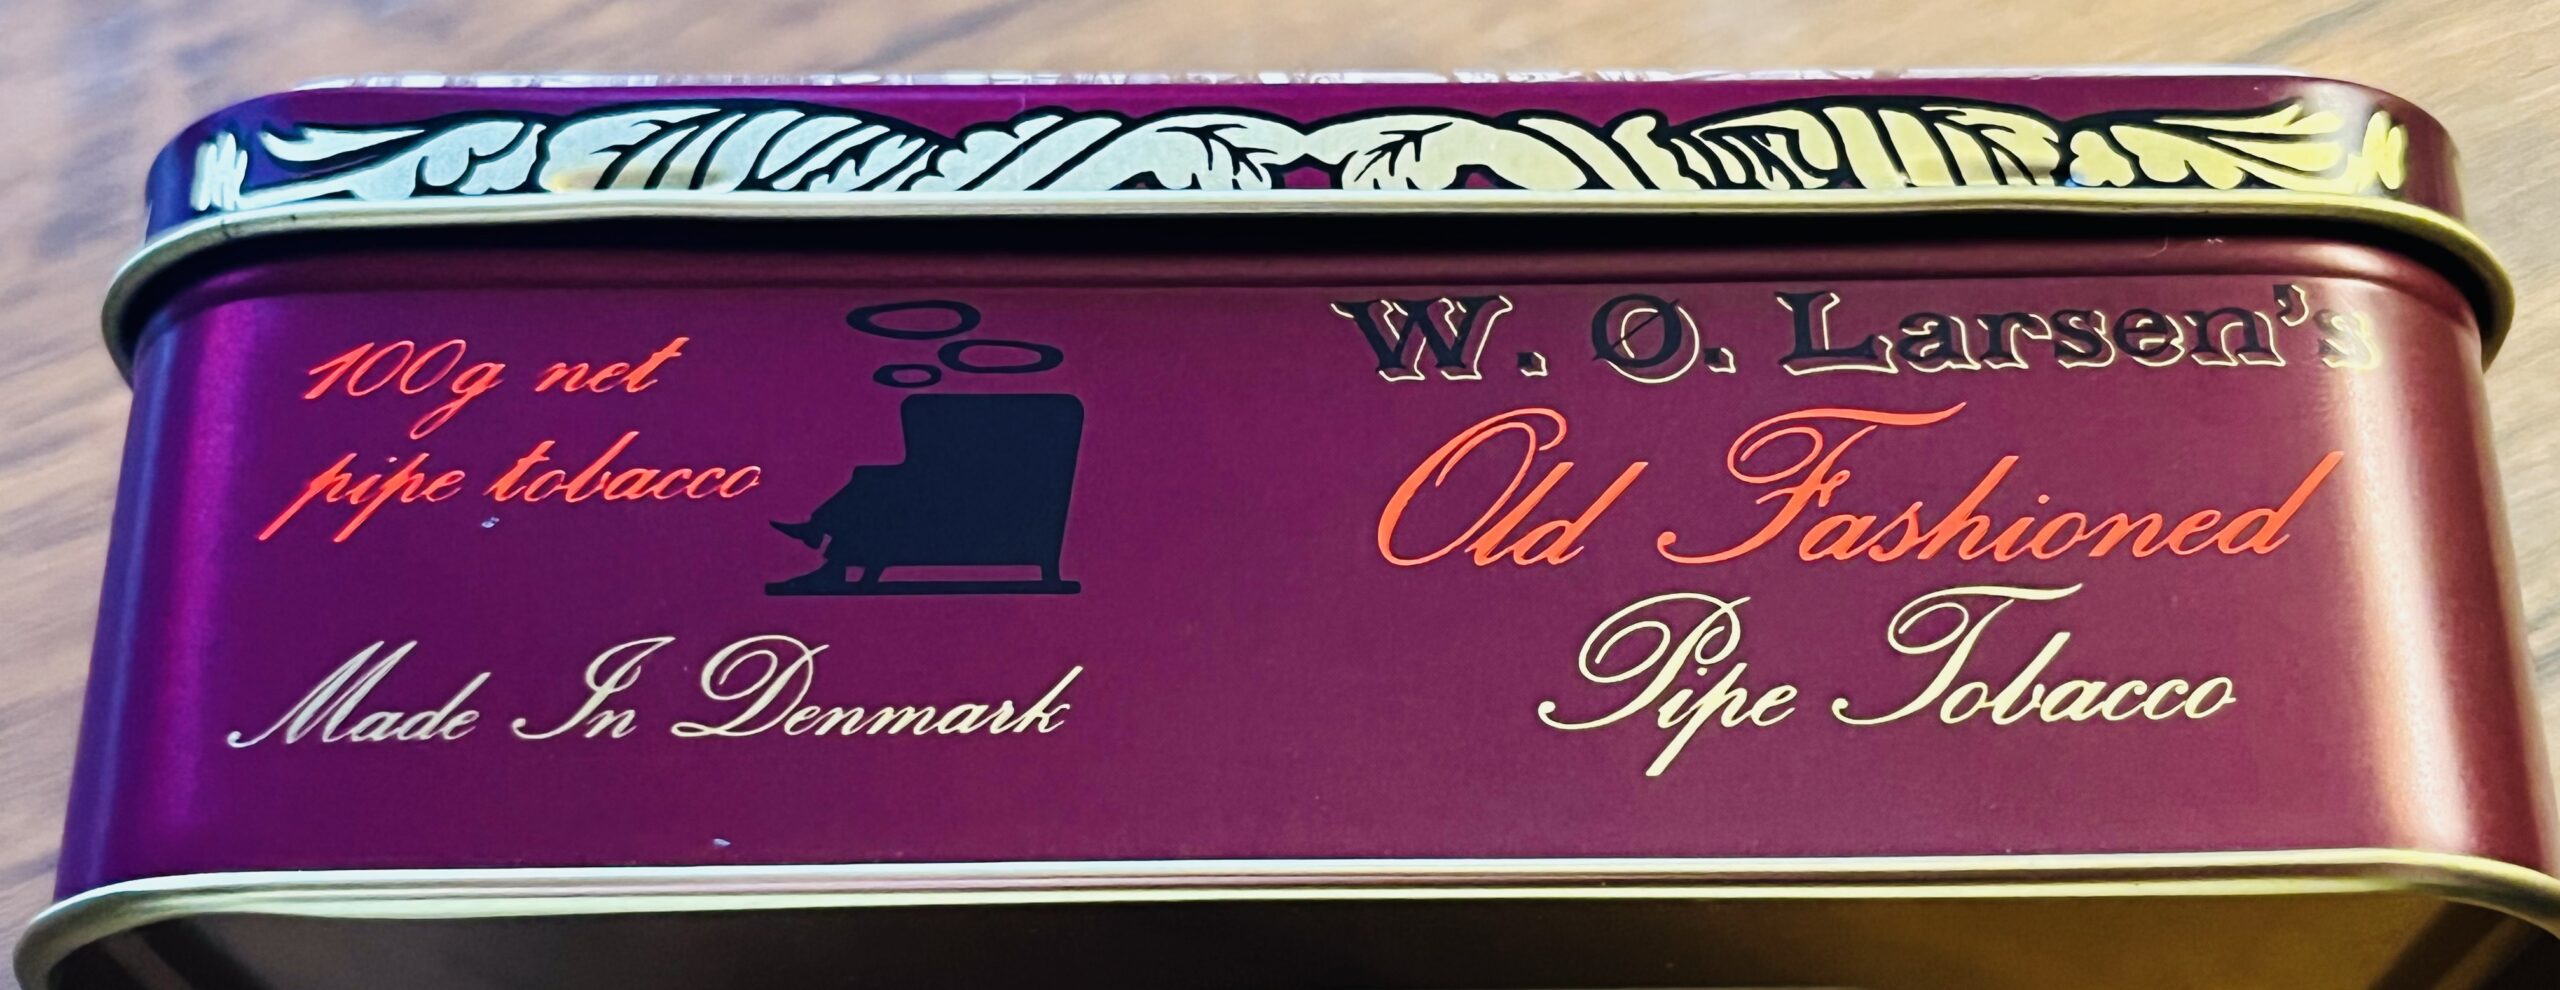 100g net
pipe tobacco
Made In Denmark
W. Ø. Larsen's
Old Fashioned
Pipe Tobacco